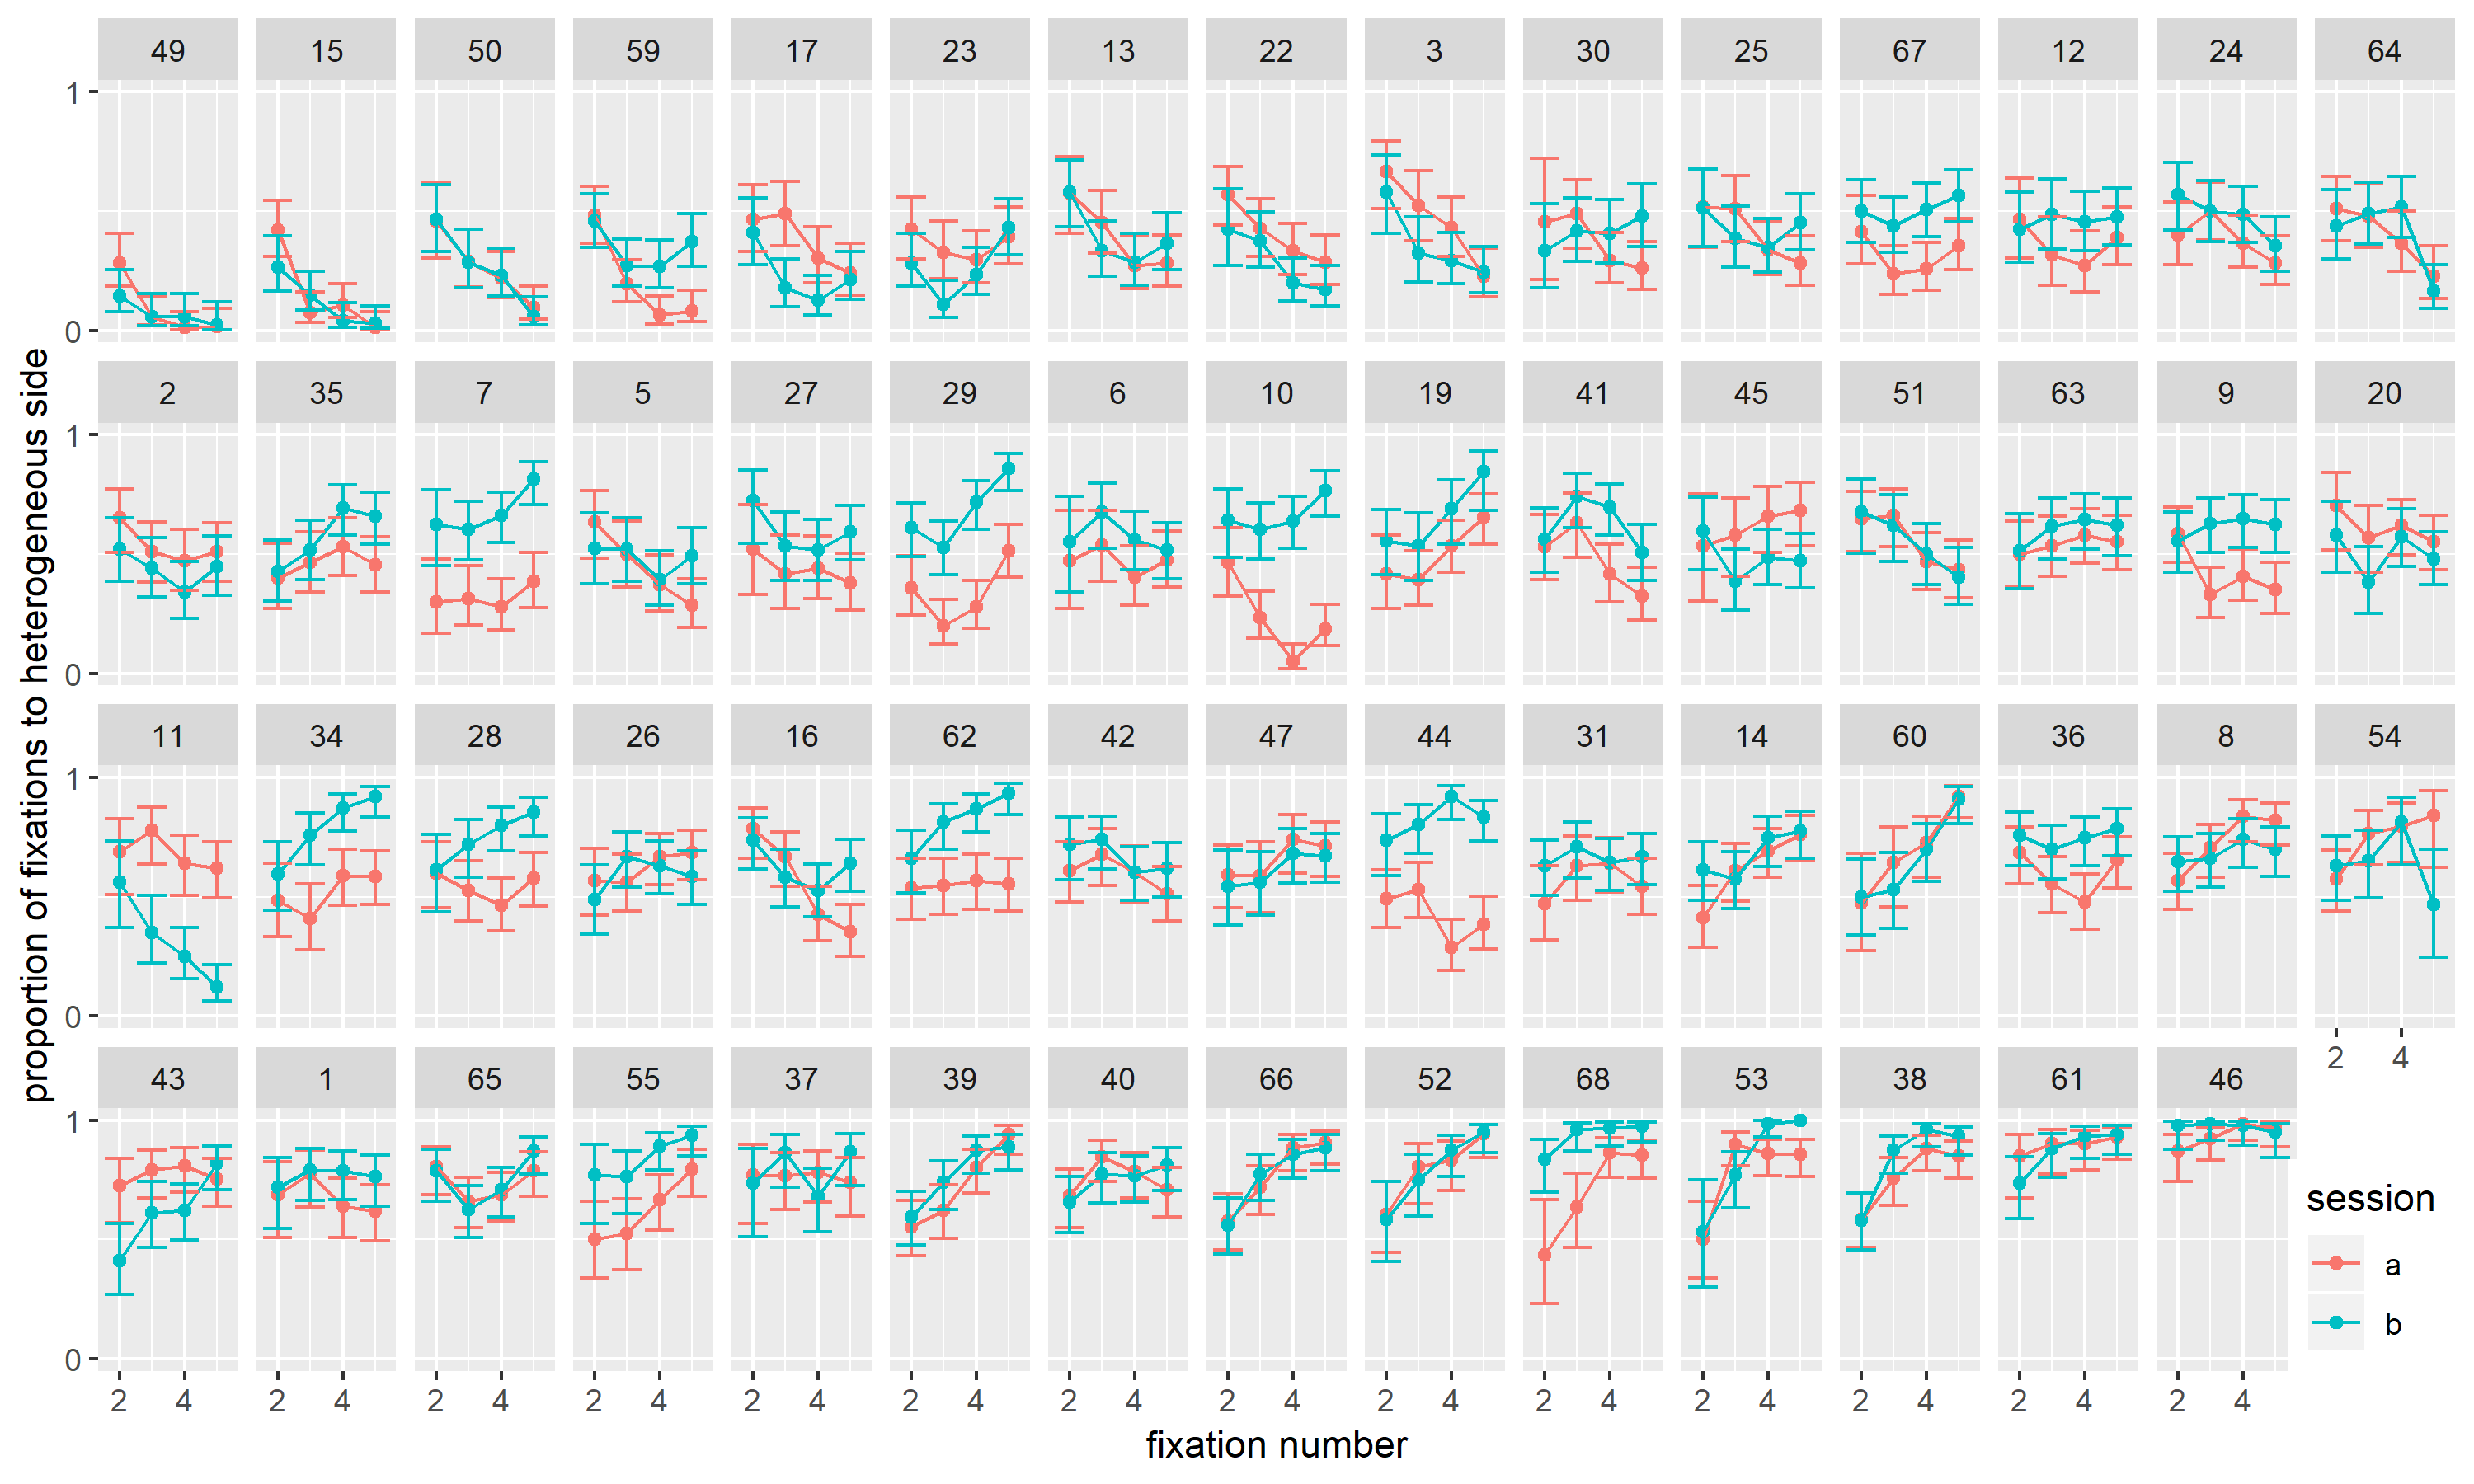 49 15 50 59 17 23 13 22 3 30 25 67 12 24 64
1
0
2 35 7 5 27 29 6 10 19 41 45 51 63 9 20
1
0
11 34 28 26 16 62 42 47 44 31 14 60 36 8 54
1
0
2 4
43 1 65 55 37 39 40 66 52 68 53 38 61 46
1
0
2 4 2 4 2 4 2 4 2 4 2 4 2 4 2 4 2 4 2 4 2 4 2 4 2 4 2 4
fixation number
proportion of fixations to heterogeneous side
session
a
b